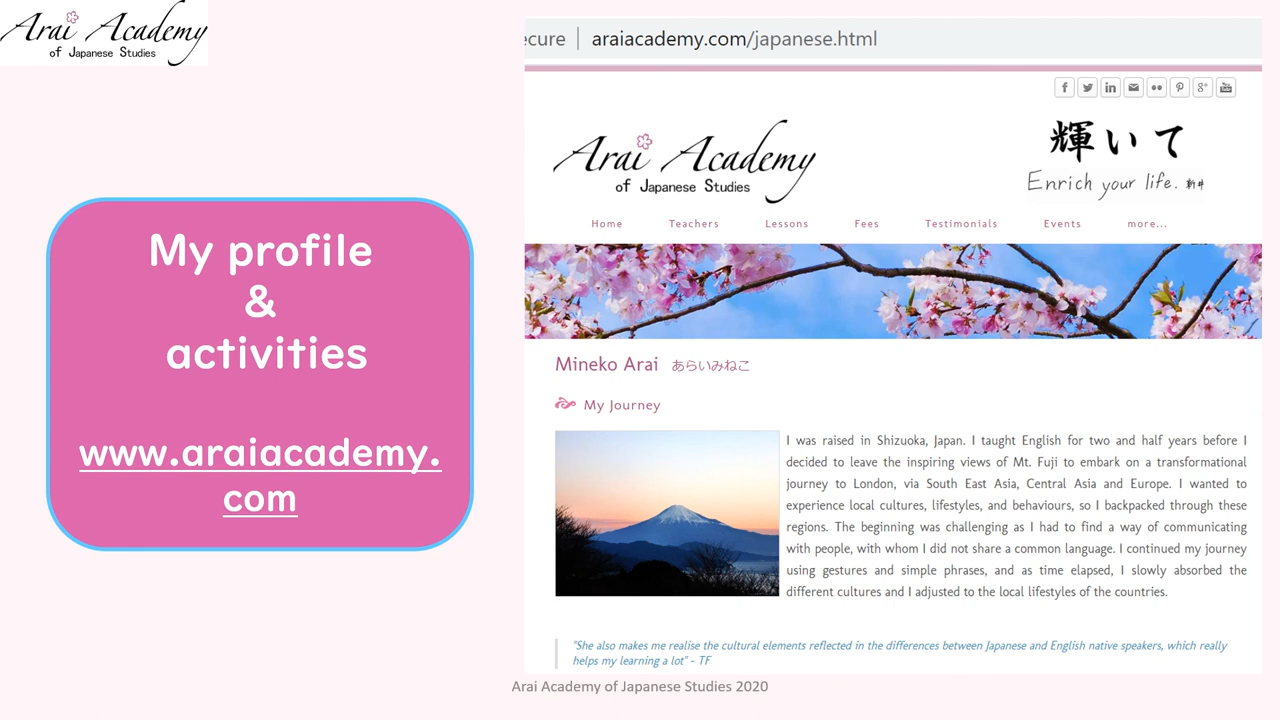 Arai Academy
of Japanese Studies
My profile
&
activities
www.araiacademy.
com
ecure | araiacademy.com/japanese.html
Arai Academy
of Japanese Studies
輝いて
Enrich your life. 新井
Home Teachers Lessons Fees Testimonials Events more...
Mineko Arai あらいみねこ
My Journey
I was raised in Shizuoka, Japan. I taught English for two and half years before I
decided to leave the inspiring views of Mt. Fuji to embark on a transformational
journey to London, via South East Asia, Central Asia and Europe. I wanted to
experience local cultures, lifestyles, and behaviours, so I backpacked through these
regions. The beginning was challenging as I had to find a way of communicating
with people, with whom I did not share a common language. I continued my journey
using gestures and simple phrases, and as time elapsed, I slowly absorbed the
different cultures and I adjusted to the local lifestyles of the countries.
"She also makes me realise the cultural elements reflected in the differences between Japanese and English native speakers, which really
helps my learning a lot" - TF
Arai Academy of Japanese Studies 2020